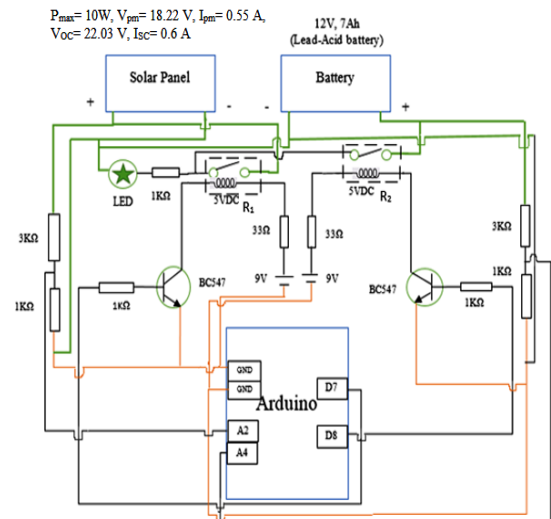 Pmax= 10W, Vpm= 18.22 V, Ipm= 0.55 A,
VOC= 22.03 V, ISC= 0.6 A
12V, 7Ah
(Lead-Acid battery)
Solar Panel
Battery
+
-
-
+
LED
1KΩ
5VDC
R1
5VDC
R2
3KΩ
33Ω
33Ω
3KΩ
1KΩ
1KΩ
BC547
9V
9V
BC547
1KΩ
1KΩ
GND
GND
Arduino
D7
A2
D8
A4